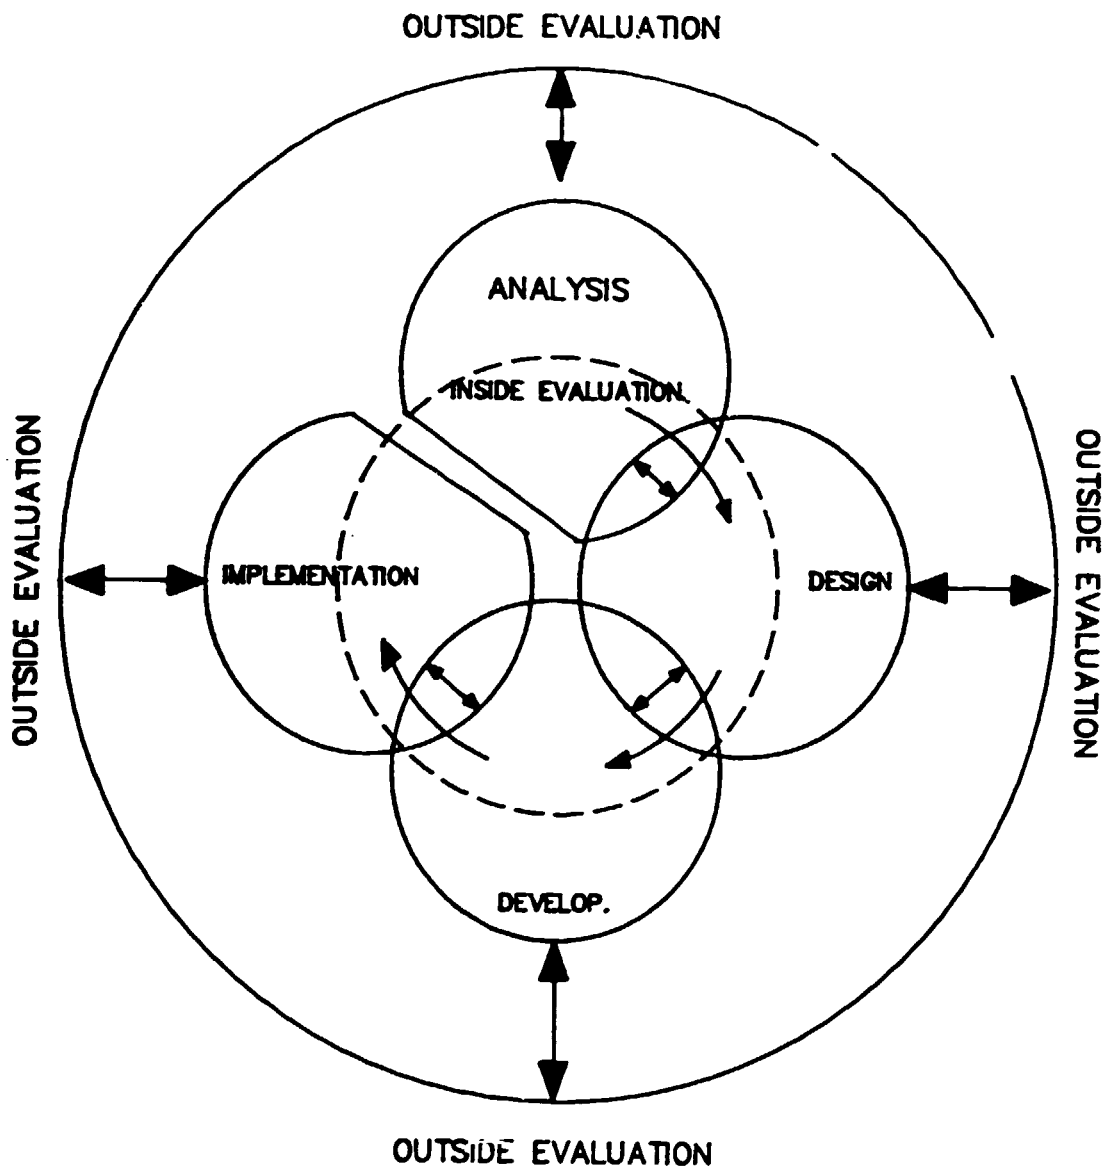 OUTSIDE EVALUATION
ANALYSIS
INSIDE EVALUATION
OUTSIDE EVALUATION
IMPLEMENTATION
DESIGN
OUTSIDE EVALUATION
DEVELOP.
OUTSIDE EVALUATION